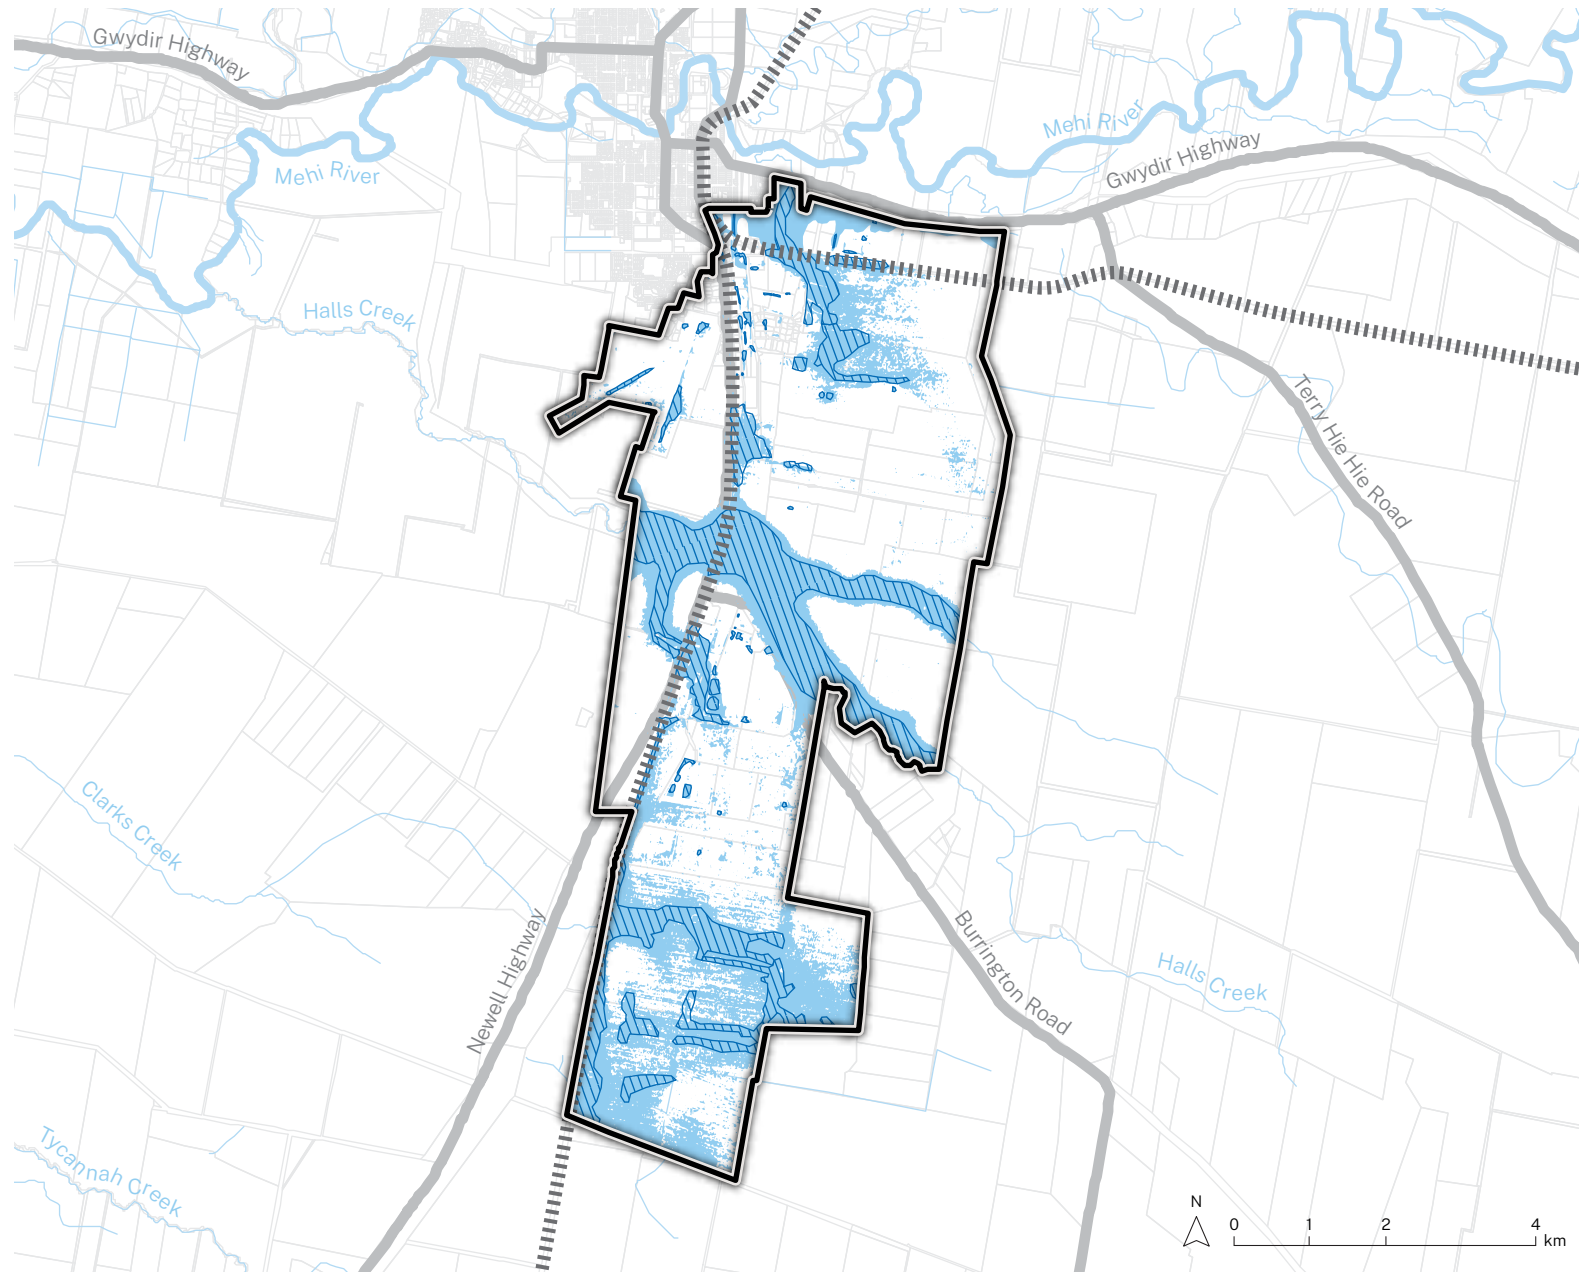 Gwydir Highway
Mehi River
Gwydir Highway
Mehi River
Halls Creek
Terry Hie Hie Road
Clarks Creek
Newell Highway
Burrington Road
Halls Creek
Tycannah Creek
N
0 1 2 4
km